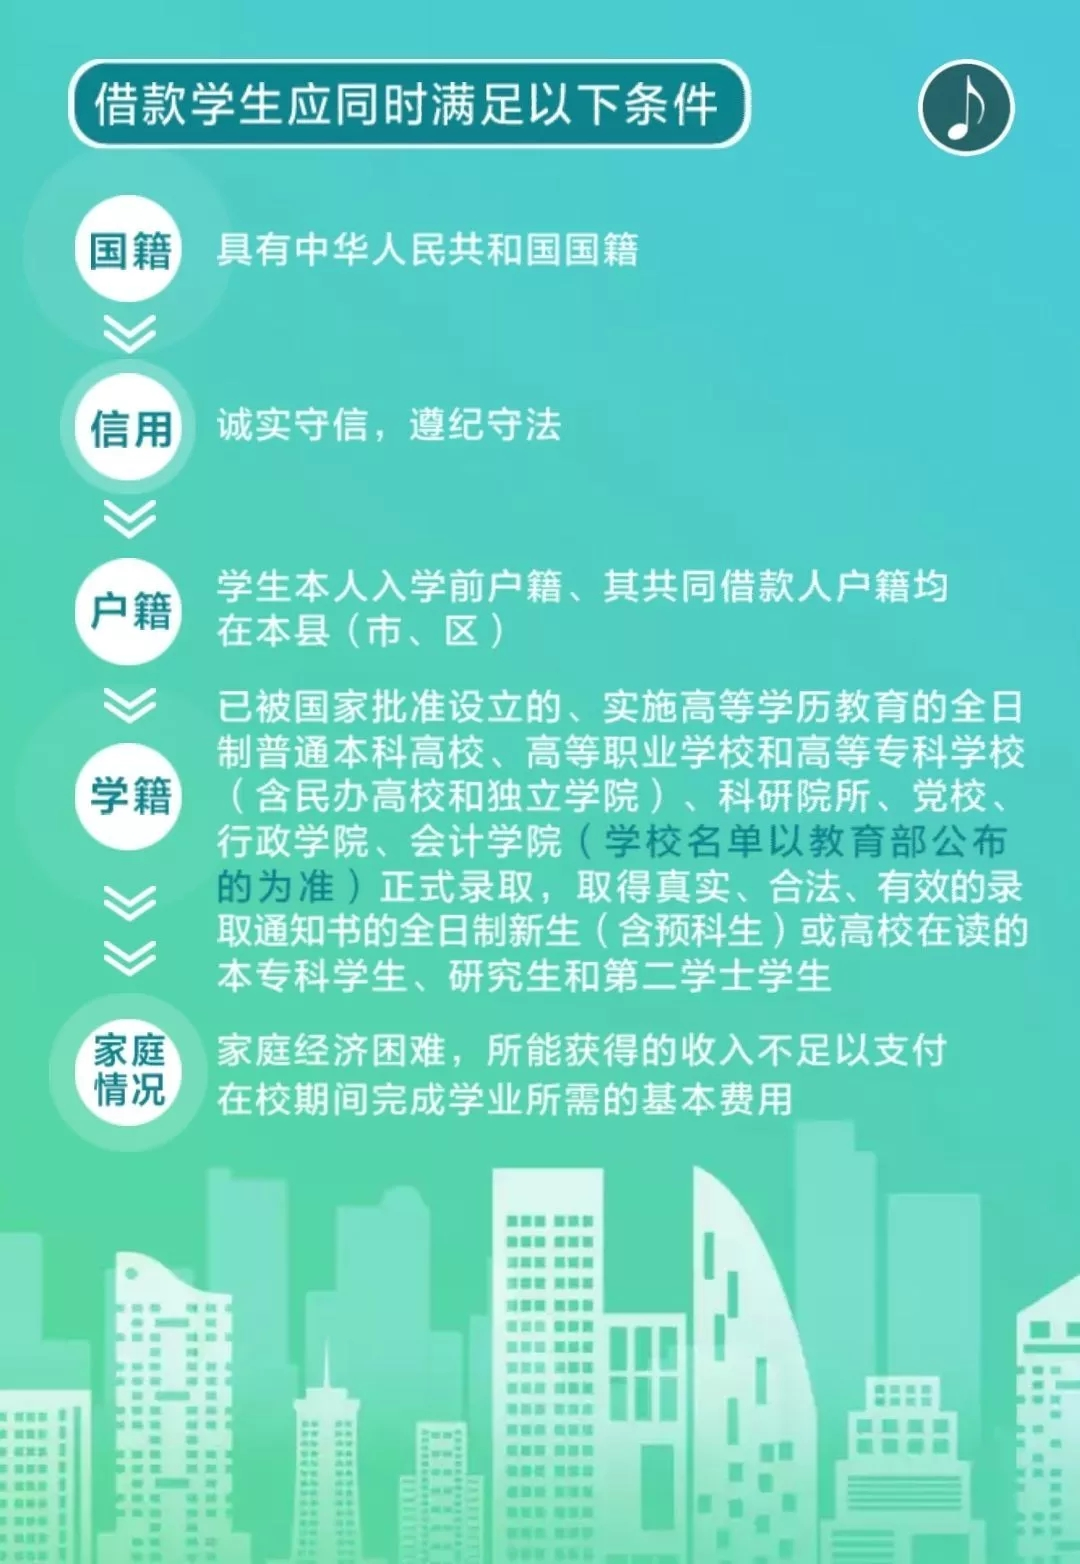 借款学生应同时满足以下条件
国籍
具有中华人民共和国国籍
信用
诚实守信，遵纪守法
户籍
学生本人入学前户籍、其共同借款人户籍均
在本县（市、区）
学籍
已被国家批准设立的、实施高等学历教育的全日
制普通本科高校、高等职业学校和高等专科学校
（含民办高校和独立学院）、科研院所、党校、
行政学院、会计学院（学校名单以教育部公布
的为准）正式录取，取得真实、合法、有效的录
取通知书的全日制新生（含预科生）或高校在读的
本专科学生、研究生和第二学士学生
家庭
情况
家庭经济困难，所能获得的收入不足以支付
在校期间完成学业所需的基本费用